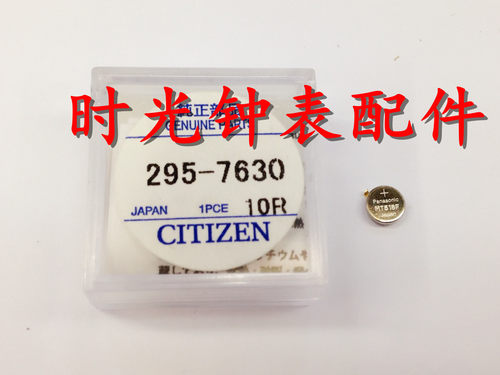 純正部品
GENUINE PARTS
时光钟表配件
295-7630
JAPAN 1PCE 10R
CITIZEN
+
Panasonic
MT516F